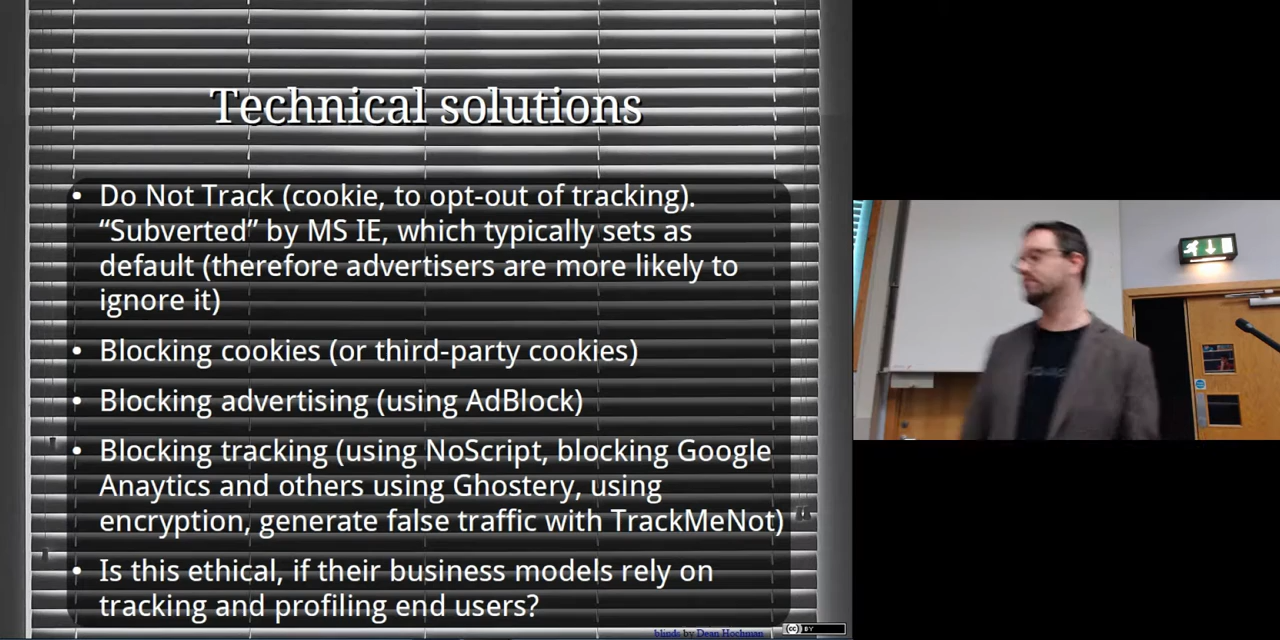 Technical solutions
• Do Not Track (cookie, to opt-out of tracking).
“Subverted” by MS IE, which typically sets as
default (therefore advertisers are more likely to
ignore it)
• Blocking cookies (or third-party cookies)
• Blocking advertising (using AdBlock)
• Blocking tracking (using NoScript, blocking Google
Anaytics and others using Ghostery, using
encryption, generate false traffic with TrackMeNot)
• Is this ethical, if their business models rely on
tracking and profiling end users?
blinds by Dean Hochman
cc BY